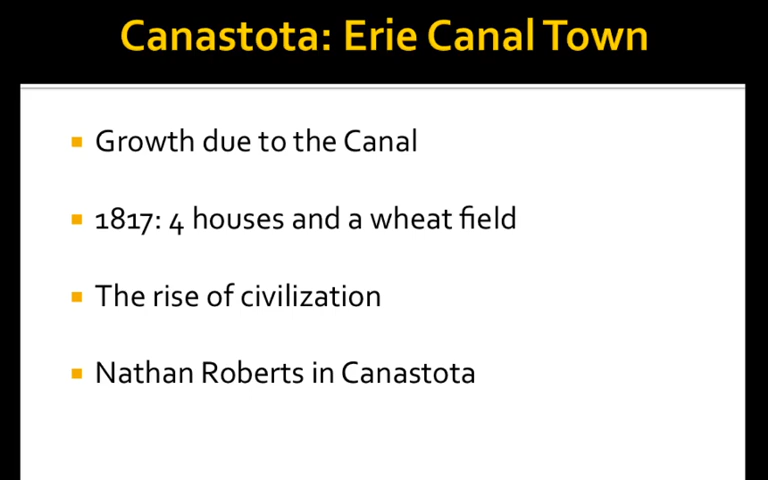 Canastota: Erie Canal Town
Growth due to the Canal
1817: 4 houses and a wheat field
The rise of civilization
Nathan Roberts in Canastota